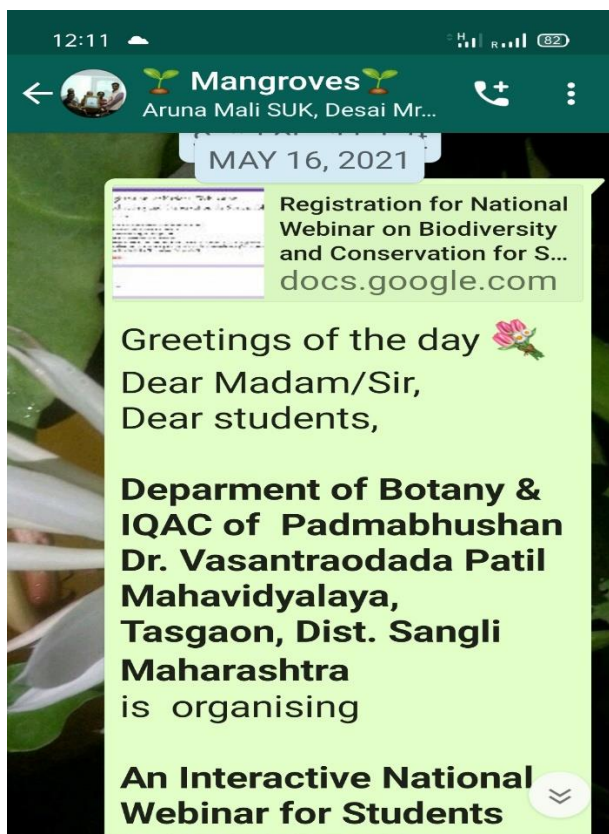 12:11
H R 82
🌱 Mangroves🌱
Aruna Mali SUK, Desai Mr...
MAY 16, 2021
Registration for National
Webinar on Biodiversity
and Conservation for S...
docs.google.com
Greetings of the day 💐
Dear Madam/Sir,
Dear students,
Deparment of Botany &
IQAC of Padmabhushan
Dr. Vasantraodada Patil
Mahavidyalaya,
Tasgaon, Dist. Sangli
Maharashtra
is organising
An Interactive National
Webinar for Students